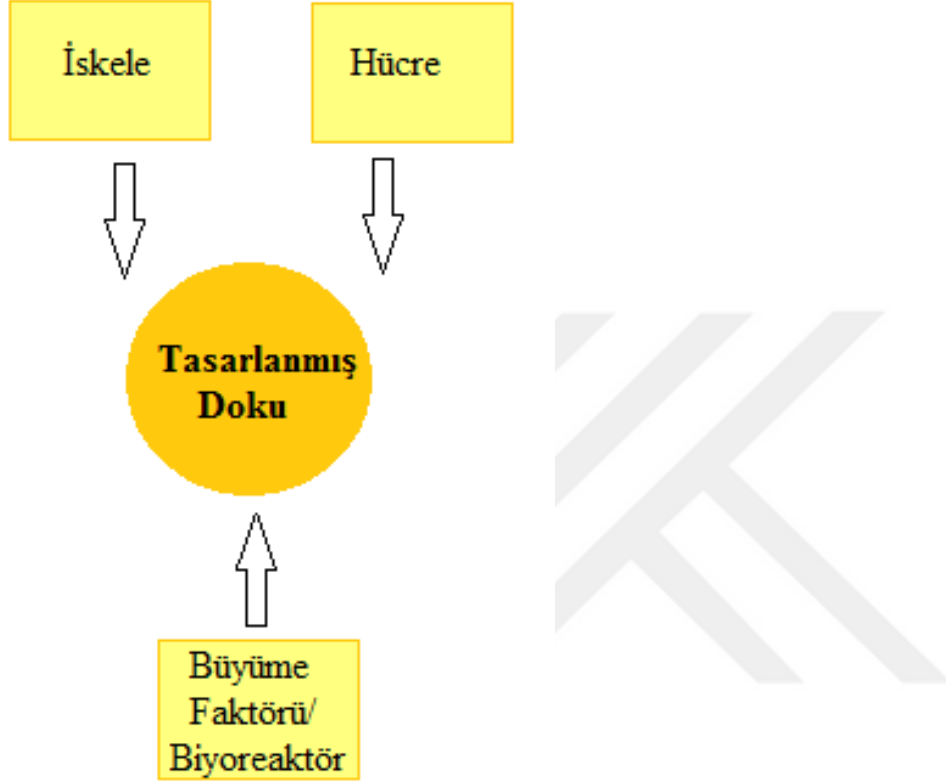 İskele
Hücre
Tasarlanmış
Doku
Büyüme
Faktörü/
Biyoreaktör